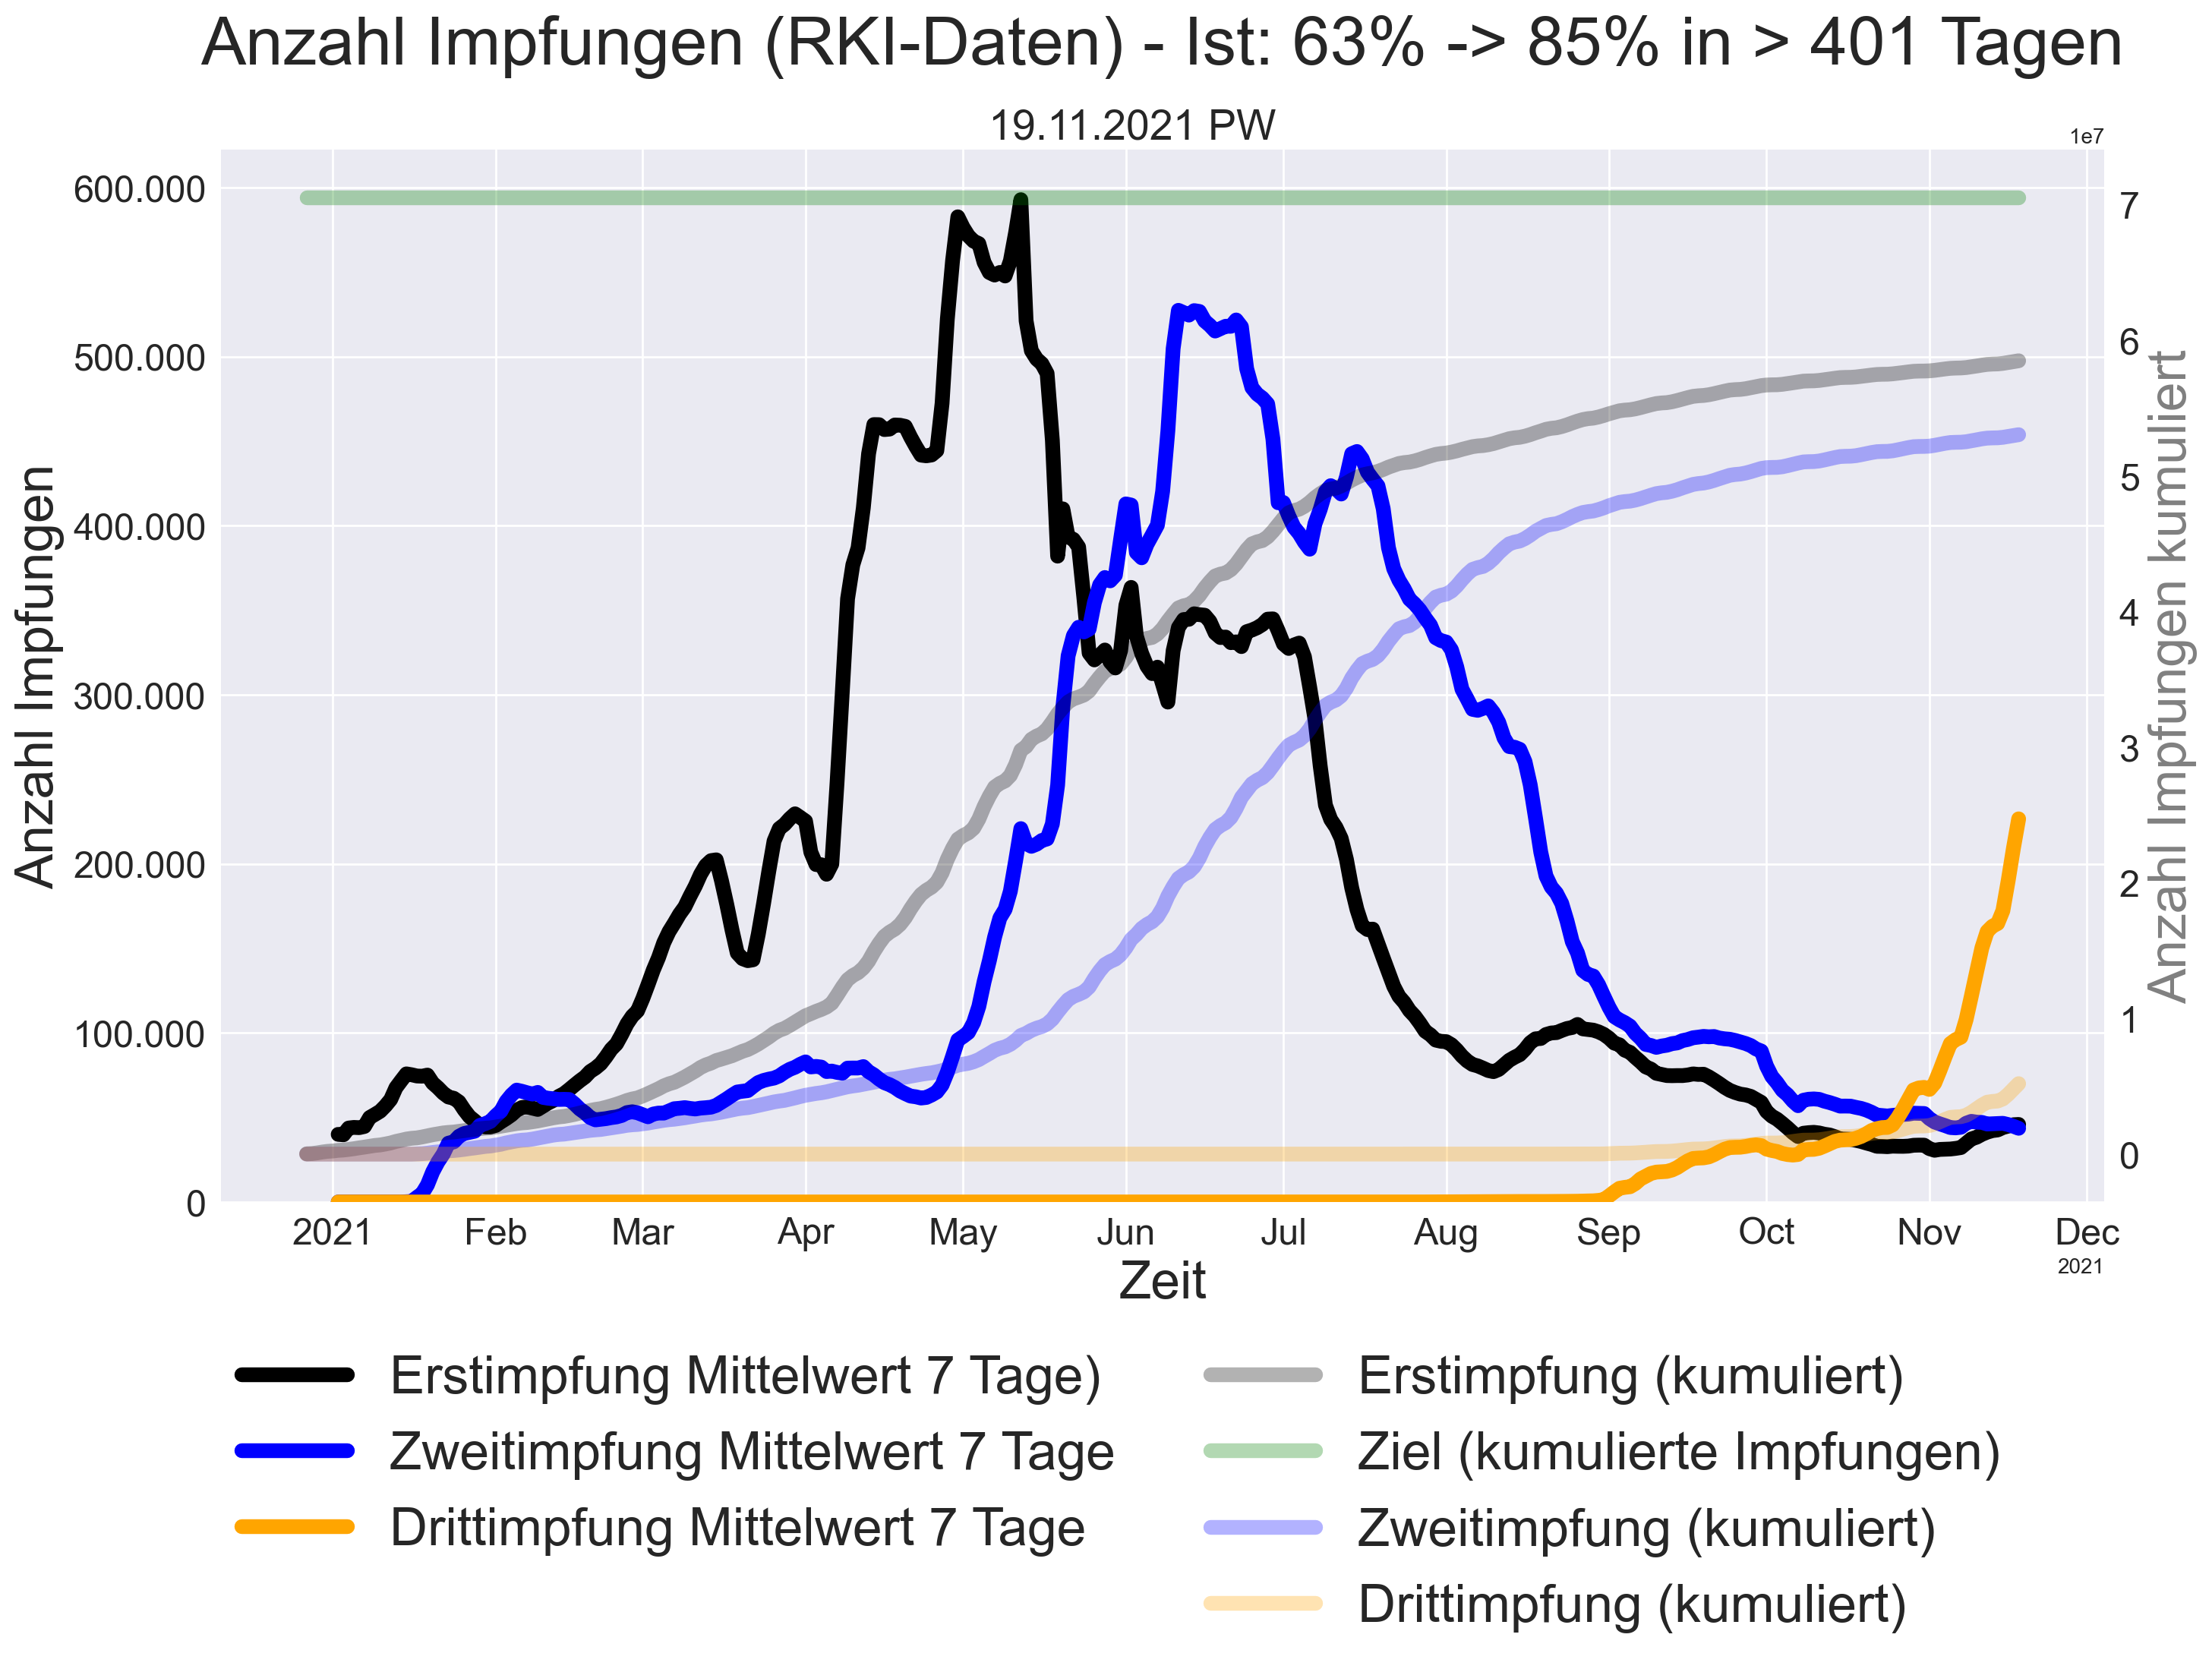 Anzahl Impfungen (RKI-Daten) - Ist: 63% -> 85% in > 401 Tagen
19.11.2021 PW
1e7
600.000
500.000
400.000
300.000
200.000
100.000
0
Anzahl Impfungen
7
6
5
4
3
2
1
0
Anzahl Impfungen kumuliert
2021 Feb Mar Apr May Jun Jul Aug Sep Oct Nov Dec
2021
Zeit
Erstimpfung Mittelwert 7 Tage)
Zweitimpfung Mittelwert 7 Tage
Drittimpfung Mittelwert 7 Tage
Erstimpfung (kumuliert)
Ziel (kumulierte Impfungen)
Zweitimpfung (kumuliert)
Drittimpfung (kumuliert)